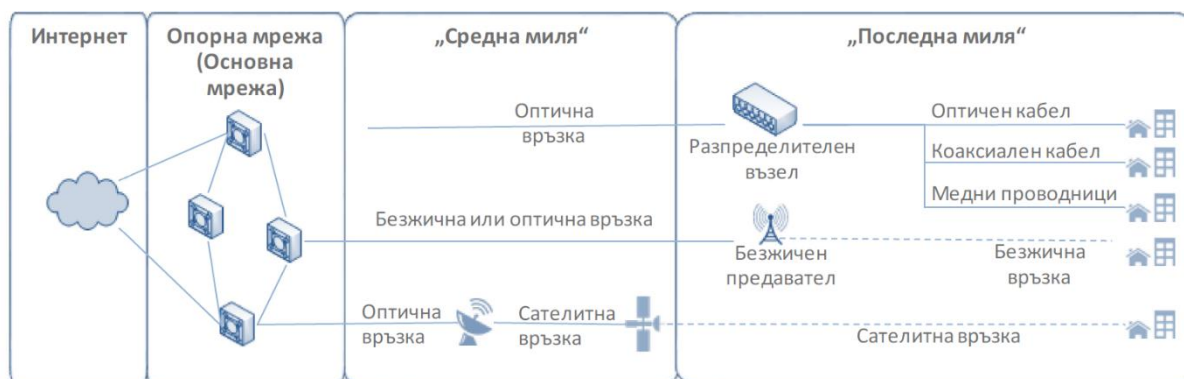 Интернет
Опорна мрежа
(Основна
мрежа)
„Средна миля“
„Последна миля“
Оптична
връзка
Разпределителен
възел
Оптичен кабел
Коаксиален кабел
Медни проводници
Безжична или оптична връзка
Безжичен
предавател
Безжична
връзка
Оптична
връзка
Сателитна
връзка
Сателитна връзка